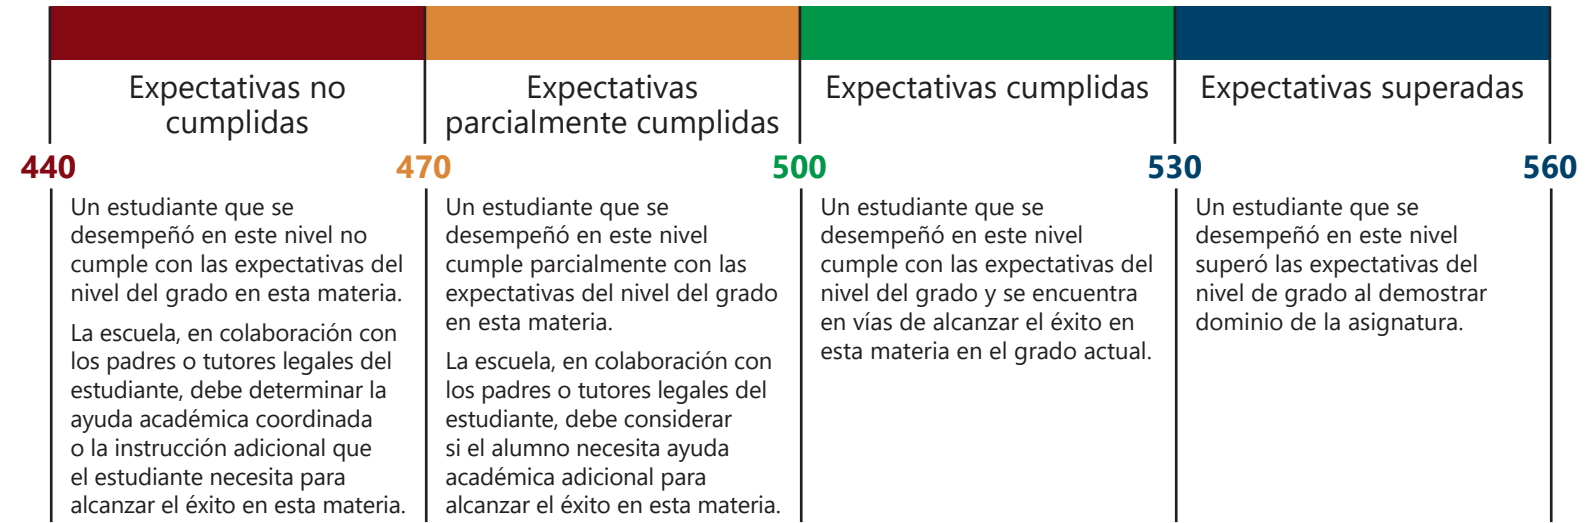 Expectativas no
cumplidas
Expectativas
parcialmente cumplidas
Expectativas cumplidas
Expectativas superadas
440
470
500
530
560
Un estudiante que se
desempeñó en este nivel no
cumple con las expectativas del
nivel del grado en esta materia.
La escuela, en colaboración con
los padres o tutores legales del
estudiante, debe determinar la
ayuda académica coordinada
o la instrucción adicional que
el estudiante necesita para
alcanzar el éxito en esta materia.
Un estudiante que se
desempeñó en este nivel
cumple parcialmente con las
expectativas del nivel del grado
en esta materia.
La escuela, en colaboración con
los padres o tutores legales del
estudiante, debe considerar
si el alumno necesita ayuda
académica adicional para
alcanzar el éxito en esta materia.
Un estudiante que se
desempeñó en este nivel
cumple con las expectativas del
nivel del grado y se encuentra
en vías de alcanzar el éxito en
esta materia en el grado actual.
Un estudiante que se
desempeñó en este nivel
superó las expectativas del
nivel de grado al demostrar
dominio de la asignatura.